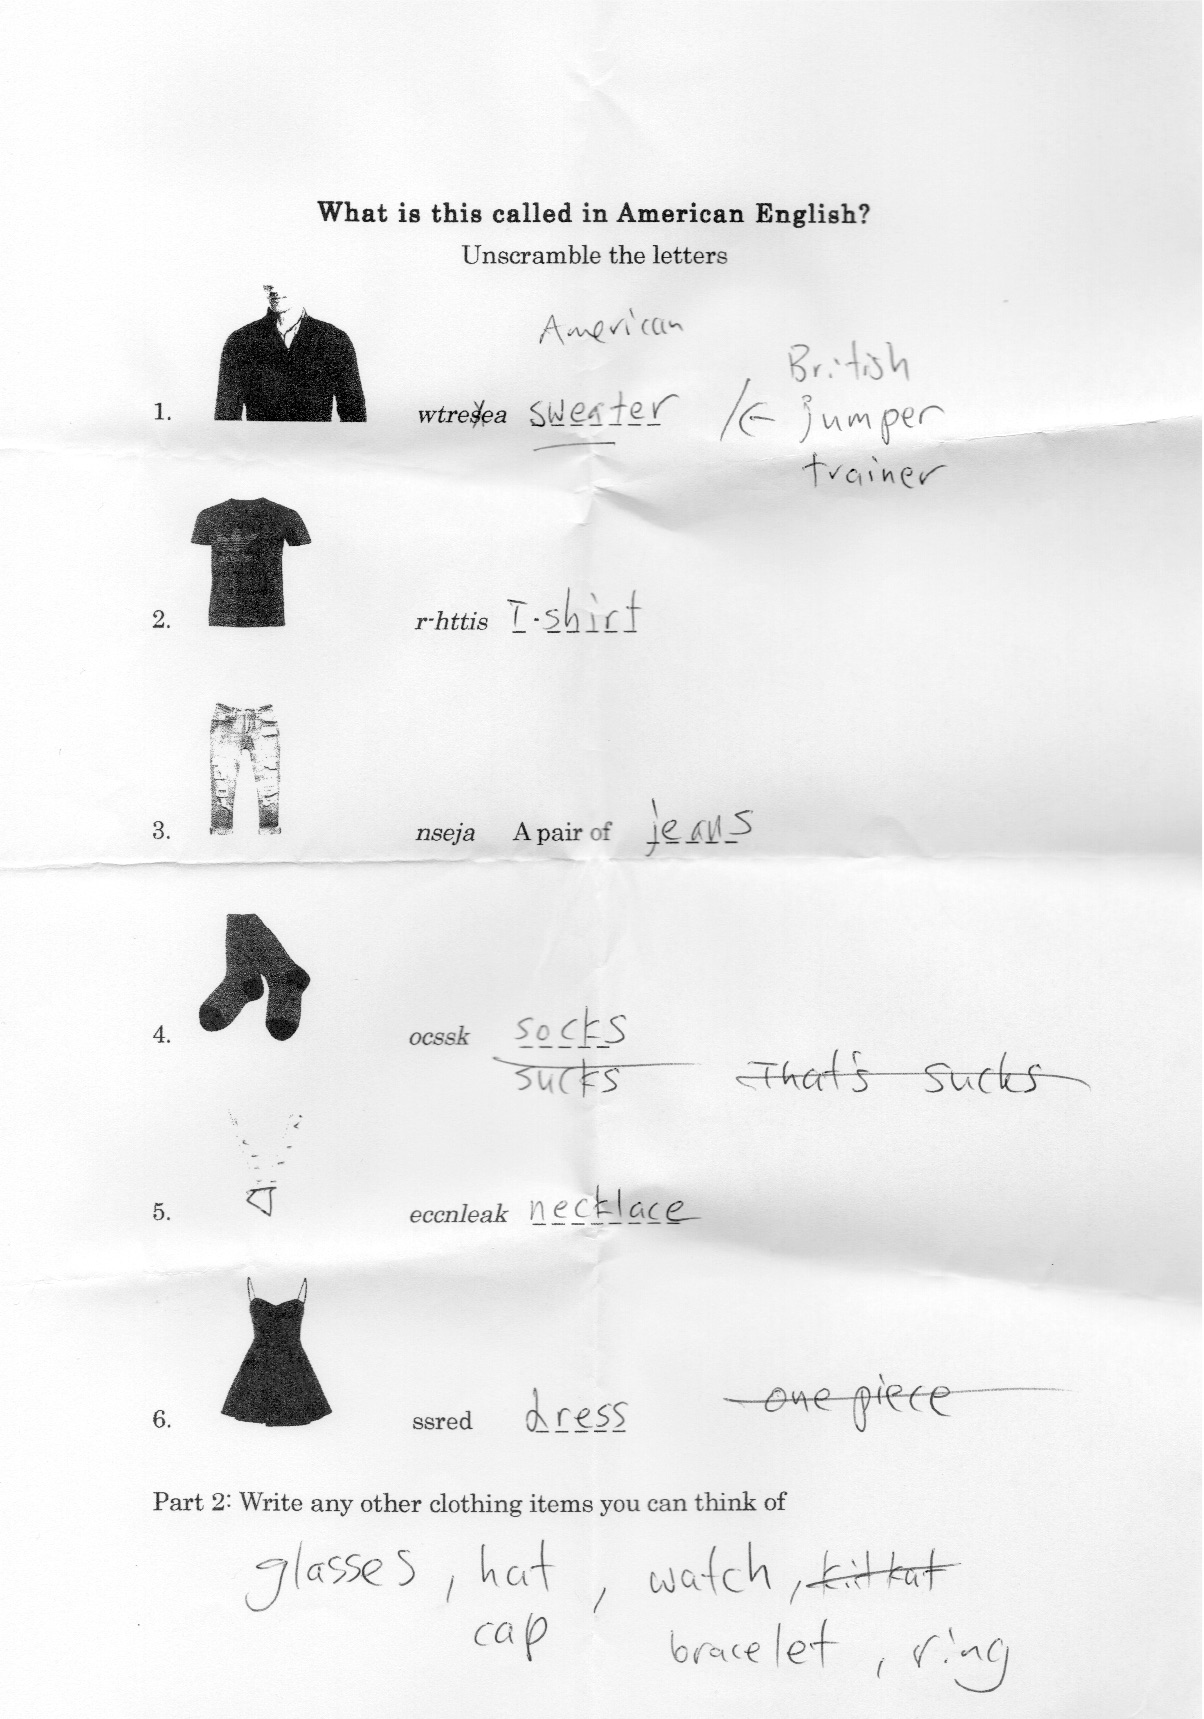 What is this called in American English?
Unscramble the letters
American
British
1. wtresea sweater /← jumper
trainer
2. r-httis T-shirt
3. nseja A pair of jeans
4. ocssk socks
sucks That's sucks
5. eccnleak necklace
6. ssred dress one piece
Part 2: Write any other clothing items you can think of
glasses, hat, watch, kitkat
cap bracelet, ring